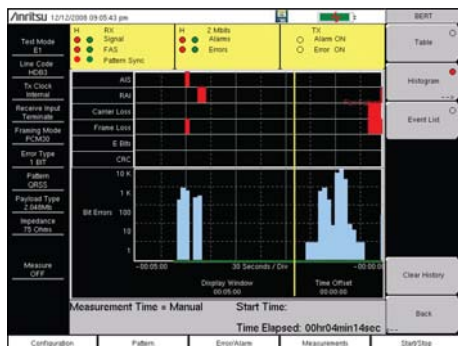 Anritsu 12/12/2008 09:05:43 pm
BERT
Test Mode
E1
Line Code
HDB3
Tx Clock
Internal
Receive Input
Terminate
Framing Mode
PCM30
Error Type
1 BIT
Pattern
QRSS
Payload Type
2.048Mb
Impedance
75 Ohms
Measure
OFF
H RX
Signal
FAS
Pattern Sync
H 2 Mbits
Alarms
Errors
TX
Alarm ON
Error ON
AIS
RAI
Carrier Loss
Frame Loss
E Bits
CRC
10 K
1 K
Bit Errors 100
10
1
-00:05:00 30 Seconds / Div -00:00:00
Display Window
00:05:00
Time Offset
00:00:00
Measurement Time = Manual Start Time:
Time Elapsed: 00hr04min14sec
Table
Histogram
-->
Event List
Clear History
Back
<---
Configuration Pattern Error/Alarm Measurements Start/Stop